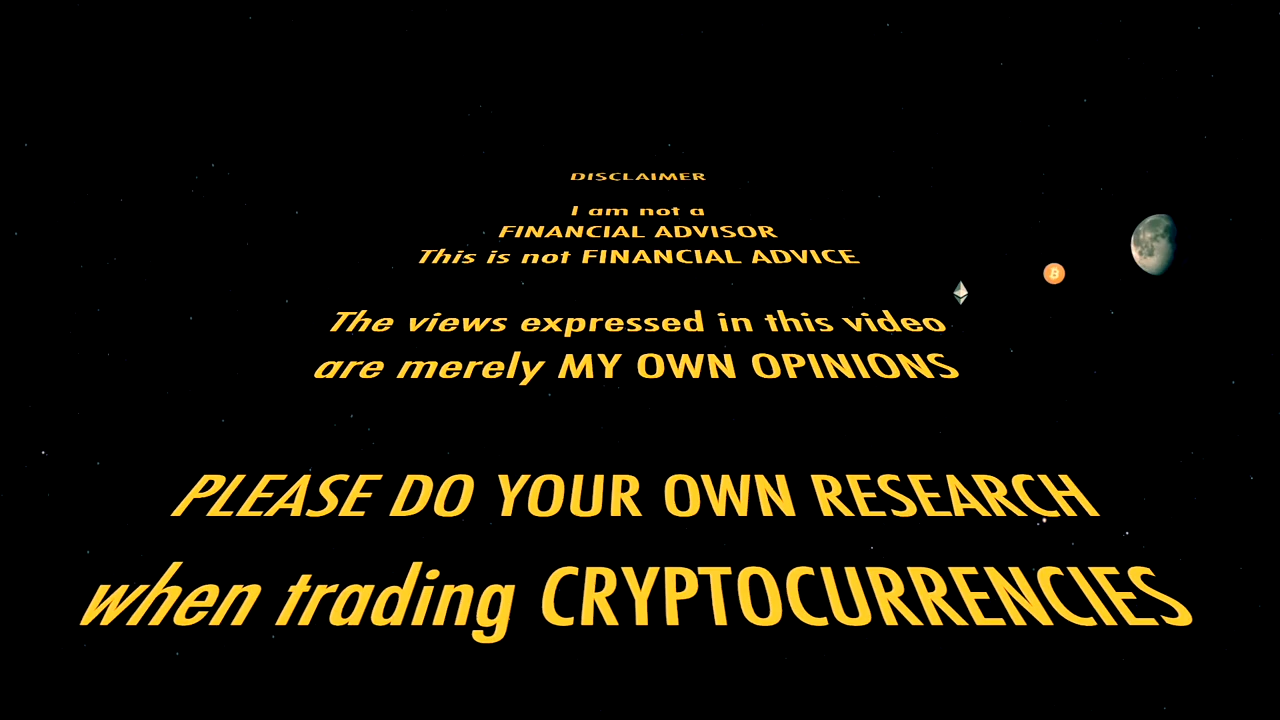 DISCLAIMER
I am not a
FINANCIAL ADVISOR
This is not FINANCIAL ADVICE
The views expressed in this video
are merely MY OWN OPINIONS
PLEASE DO YOUR OWN RESEARCH
when trading CRYPTOCURRENCIES